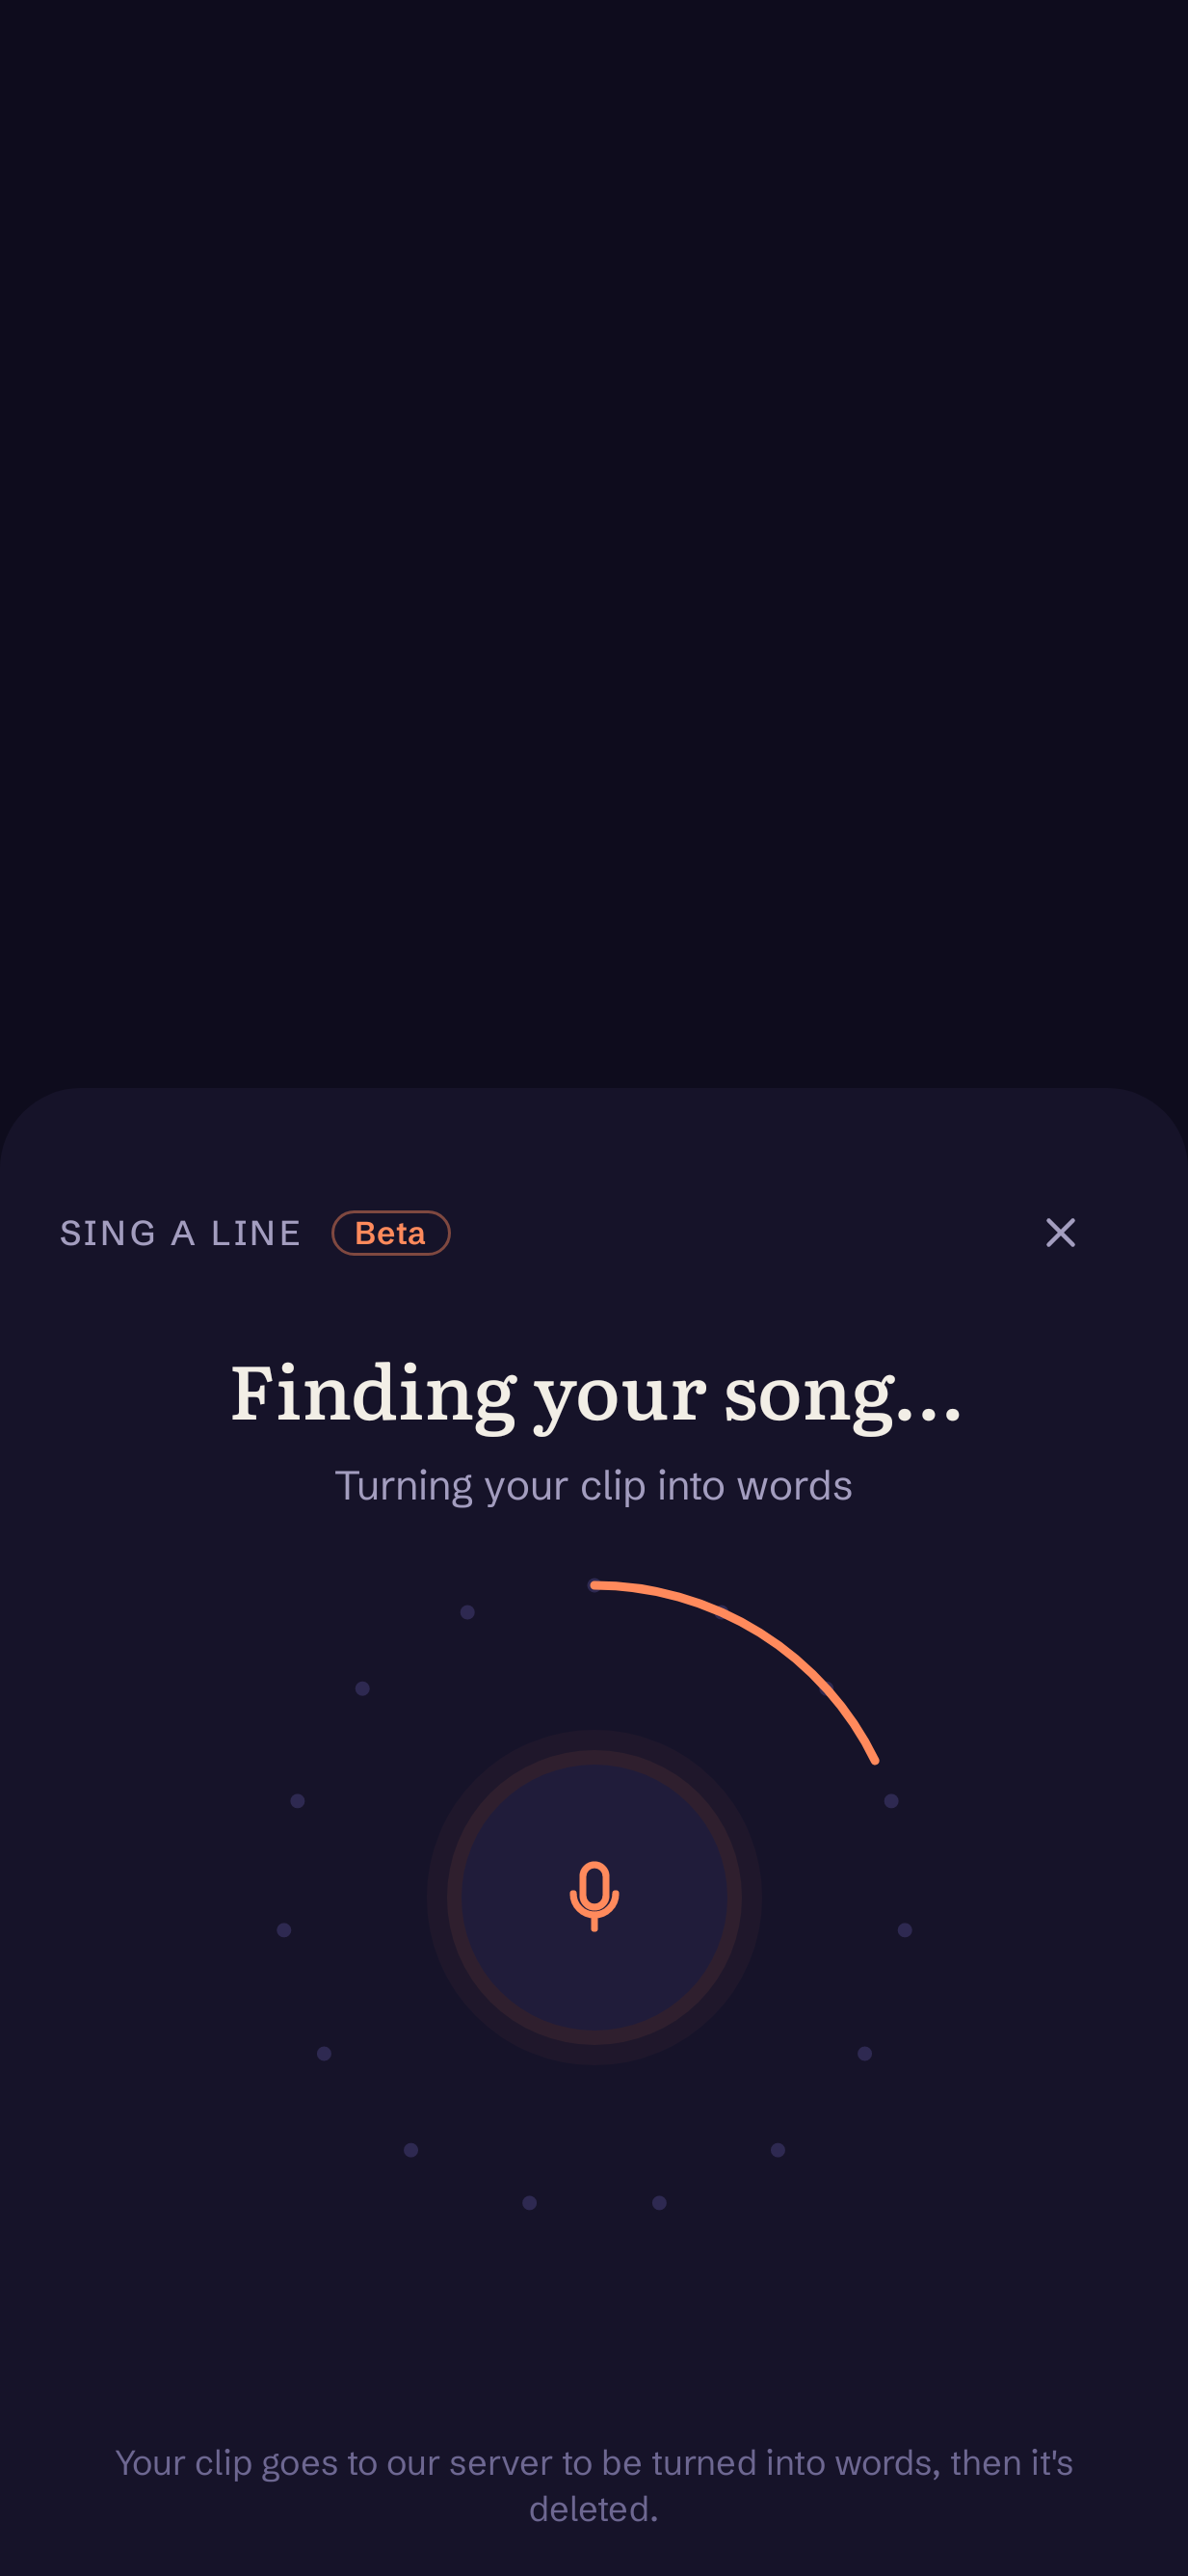 SING A LINE Beta
Finding your song...
Turning your clip into words
Your clip goes to our server to be turned into words, then it's
deleted.